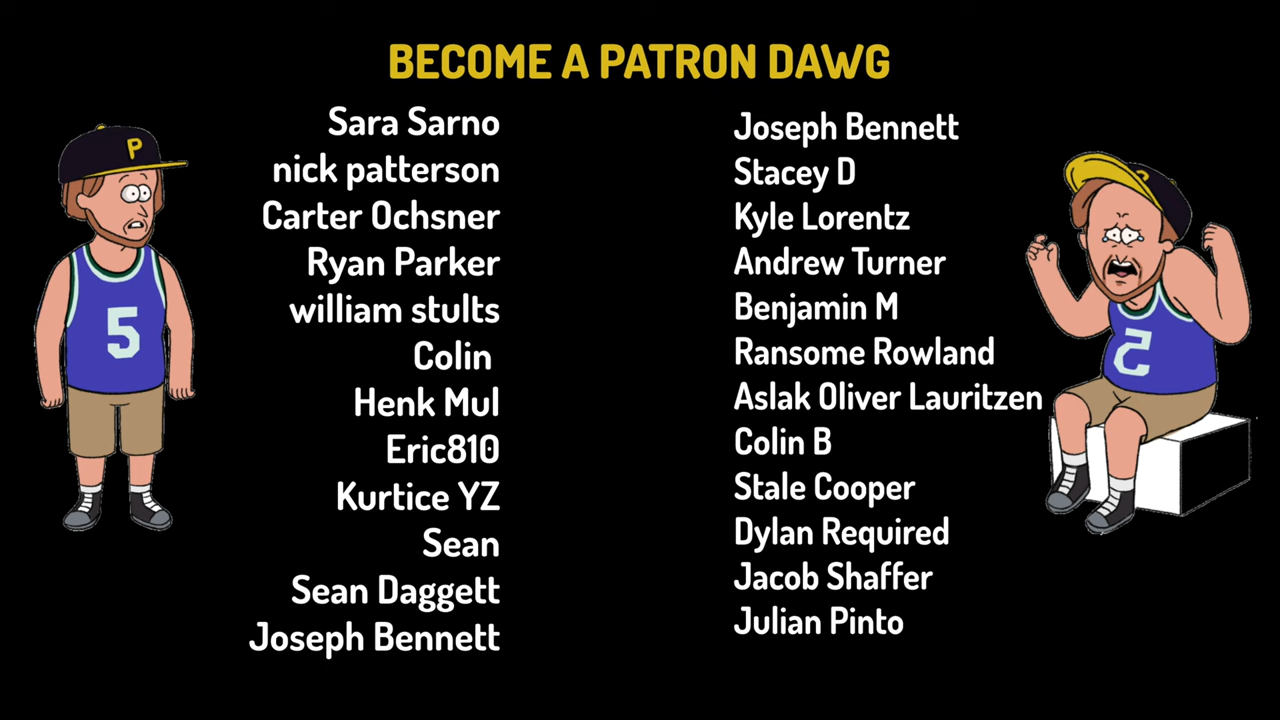 BECOME A PATRON DAWG
Sara Sarno
nick patterson
Carter Ochsner
Ryan Parker
william stults
Colin
Henk Mul
Eric810
Kurtice YZ
Sean
Sean Daggett
Joseph Bennett
Joseph Bennett
Stacey D
Kyle Lorentz
Andrew Turner
Benjamin M
Ransome Rowland
Aslak Oliver Lauritzen
Colin B
Stale Cooper
Dylan Required
Jacob Shaffer
Julian Pinto
P
5
5